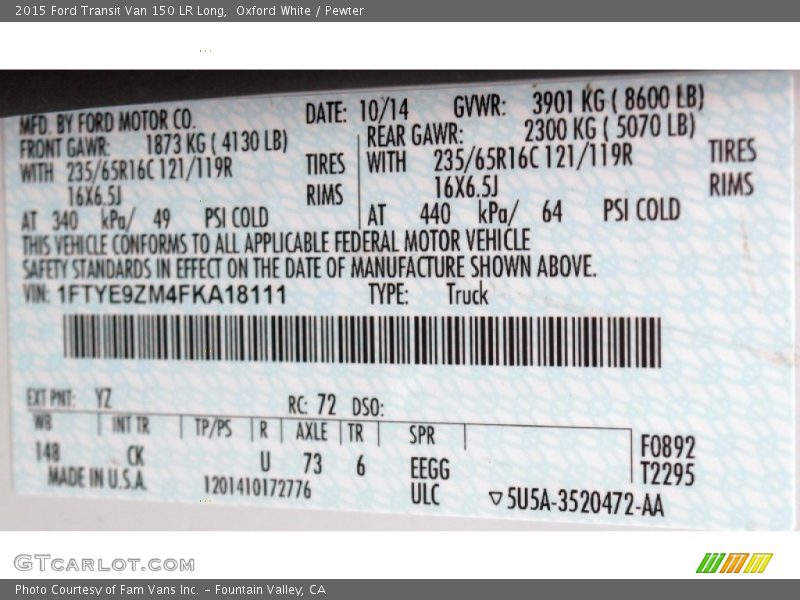 2015 Ford Transit Van 150 LR Long,  Oxford White / Pewter
MFD. BY FORD MOTOR CO. DATE: 10/14 GVWR: 3901 KG ( 8600 LB)
FRONT GAWR: 1873 KG ( 4130 LB) REAR GAWR: 2300 KG ( 5070 LB)
WITH 235/65R16C 121/119R TIRES WITH 235/65R16C 121/119R TIRES
16X6.5J RIMS 16X6.5J RIMS
AT 340 kPa/ 49 PSI COLD AT 440 kPa/ 64 PSI COLD
THIS VEHICLE CONFORMS TO ALL APPLICABLE FEDERAL MOTOR VEHICLE
SAFETY STANDARDS IN EFFECT ON THE DATE OF MANUFACTURE SHOWN ABOVE.
VIN: 1FTYE9ZM4FKA18111 TYPE: Truck
EXT PNT: YZ RC: 72 DSO:
WB INT TR TP/PS R AXLE TR SPR F0892
148 CK U 73 6 EEGG T2295
MADE IN U.S.A. 1201410172776 ULC ▽5U5A-3520472-AA
GTCARLOT.COM
Photo Courtesy of Fam Vans Inc. – Fountain Valley, CA